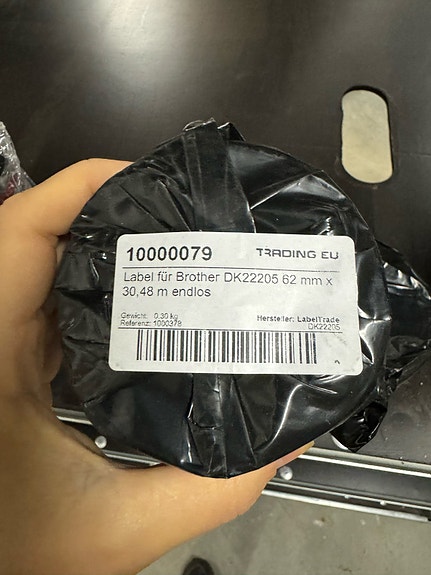 10000079
TRADING EU
Label für Brother DK22205 62 mm x
30,48 m endlos
Gewicht: 0,30 kg
Hersteller: LabelTrade
Referenz: 1000378
DK22205